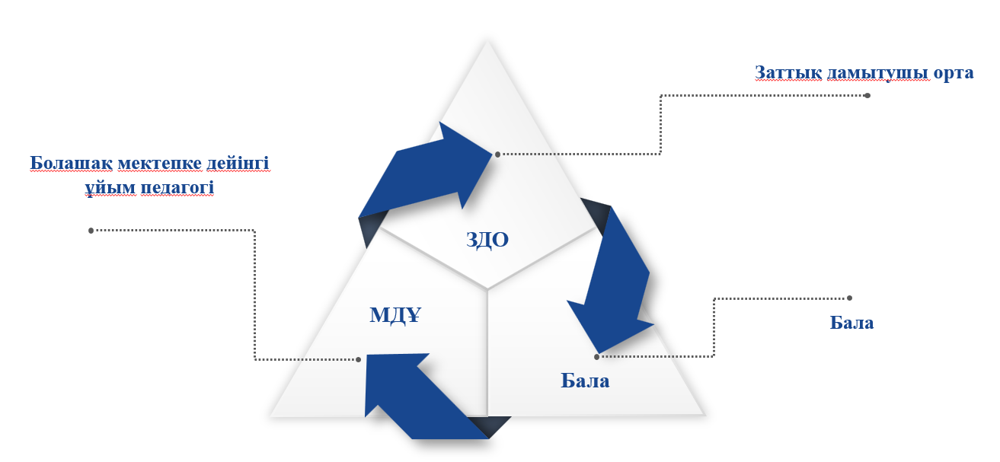 Заттық дамытушы орта
Болашақ мектепке дейінгі
ұйым педагогі
ЗДО
МДҰ
Бала
Бала